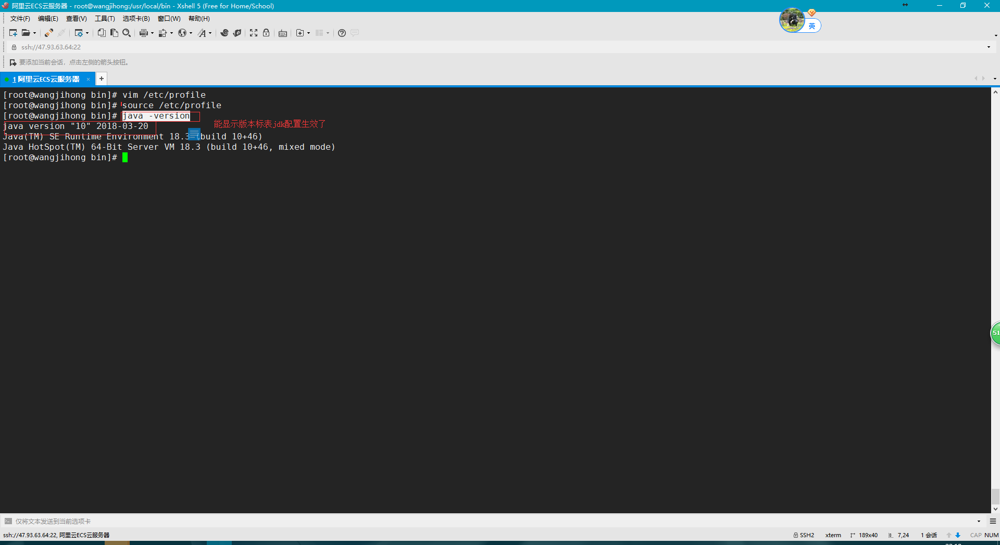 阿里云ECS云服务器 - root@wangjihong:/usr/local/bin - Xshell 5 (Free for Home/School)
文件(F) 编辑(E) 查看(V) 工具(T) 选项卡(B) 窗口(W) 帮助(H)
英
ssh://47.93.63.64:22
要添加当前会话，点击左侧的箭头按钮。
1 阿里云ECS云服务器
[root@wangjihong bin]# vim /etc/profile
[root@wangjihong bin]# source /etc/profile
[root@wangjihong bin]# java -version
java version "10" 2018-03-20
能显示版本标表jdk配置生效了
Java(TM) SE Runtime Environment 18.3 (build 10+46)
Java HotSpot(TM) 64-Bit Server VM 18.3 (build 10+46, mixed mode)
[root@wangjihong bin]#
51
仅将文本发送到当前选项卡
ssh://47.93.63.64:22, 阿里云ECS云服务器 SSH2 xterm 189x40 7,24 1 会话 CAP NUM